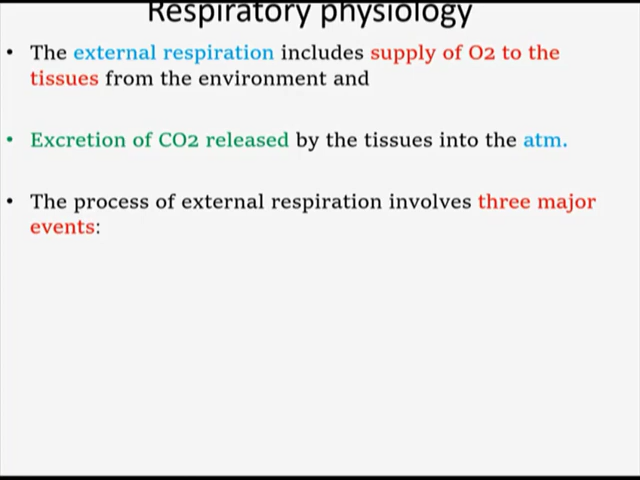 Respiratory physiology
• The external respiration includes supply of O2 to the
tissues from the environment and
• Excretion of CO2 released by the tissues into the atm.
• The process of external respiration involves three major
events: